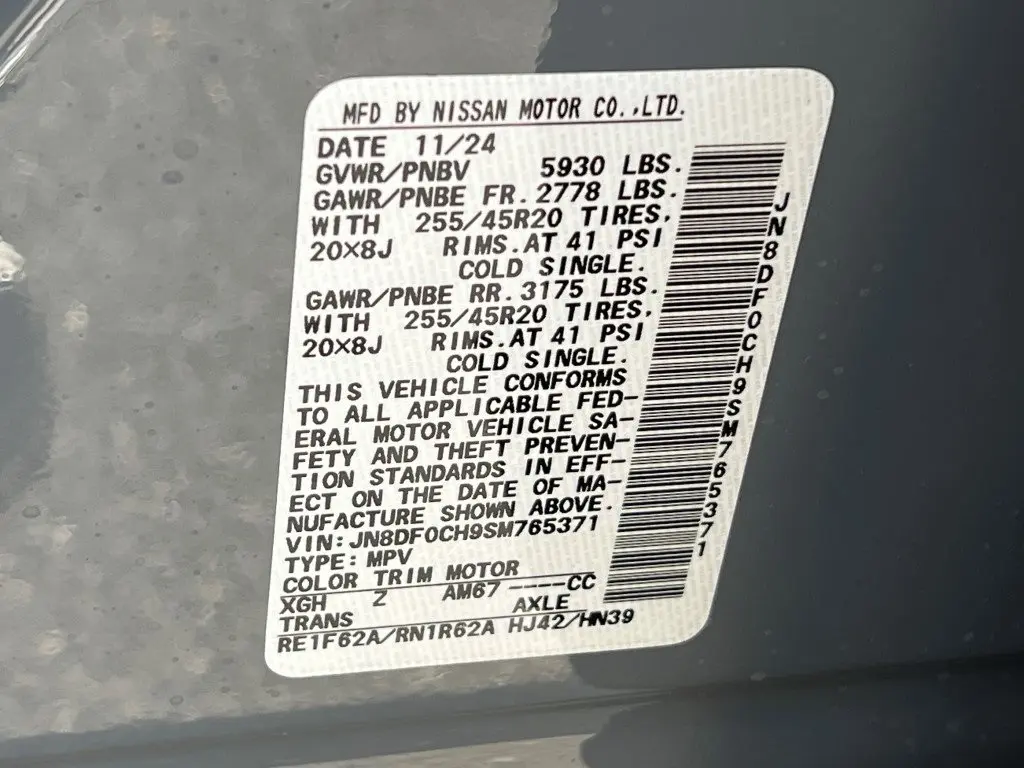 MFD BY NISSAN MOTOR CO.,LTD.
DATE 11/24
GVWR/PNBV 5930 LBS.
GAWR/PNBE FR. 2778 LBS.
WITH 255/45R20 TIRES,
20×8J RIMS. AT 41 PSI
COLD SINGLE.
GAWR/PNBE RR. 3175 LBS.
WITH 255/45R20 TIRES,
20×8J RIMS. AT 41 PSI
COLD SINGLE.
THIS VEHICLE CONFORMS
TO ALL APPLICABLE FED-
ERAL MOTOR VEHICLE SA-
FETY AND THEFT PREVEN-
TION STANDARDS IN EFF-
ECT ON THE DATE OF MA-
NUFACTURE SHOWN ABOVE.
VIN:JN8DF0CH9SM765371
TYPE:MPV
COLOR TRIM MOTOR
XGH Z AM67 ----CC
TRANS AXLE
RE1F62A/RN1R62A HJ42/HN39
JN8DF0CH9SM765371